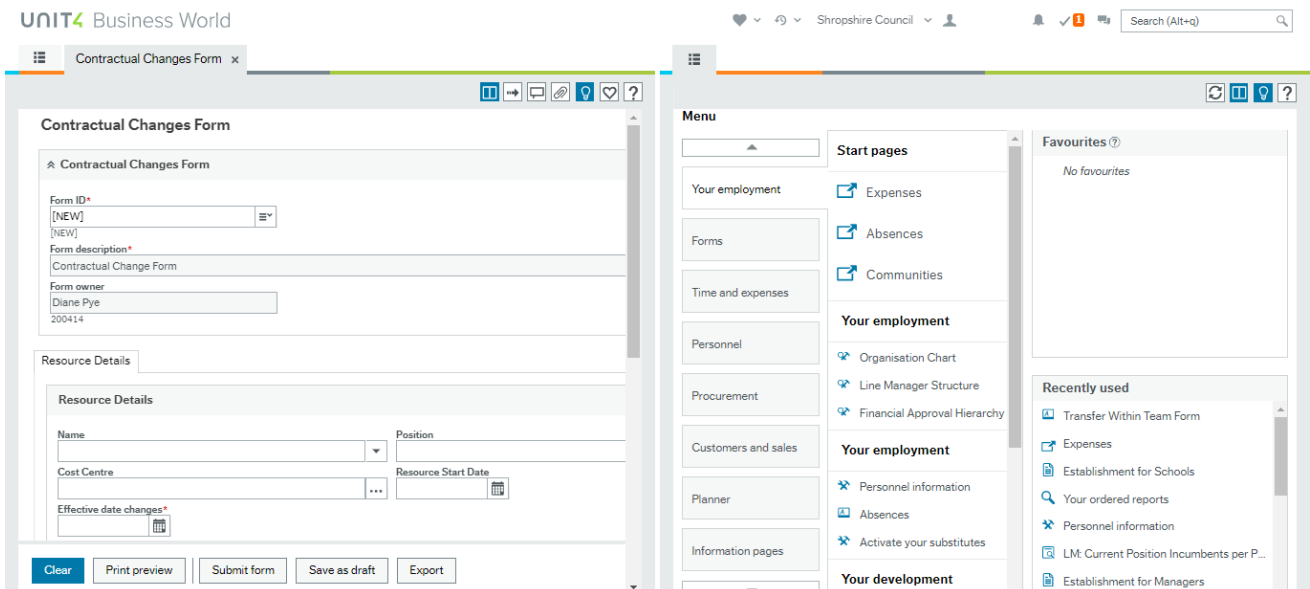 UNIT4 Business World
Shropshire Council
1
Search (Alt+q)
Contractual Changes Form ×
?
?
Contractual Changes Form
Contractual Changes Form
Form ID*
[NEW]
[NEW]
Form description*
Contractual Change Form
Form owner
Diane Pye
200414
Resource Details
Resource Details
Name
Position
Cost Centre
...
Resource Start Date
Effective date changes*
Clear
Print preview
Submit form
Save as draft
Export
Menu
Your employment
Forms
Time and expenses
Personnel
Procurement
Customers and sales
Planner
Information pages
Start pages
Expenses
Absences
Communities
Your employment
Organisation Chart
Line Manager Structure
Financial Approval Hierarchy
Your employment
Personnel information
Absences
Activate your substitutes
Your development
Favourites ?
No favourites
Recently used
Transfer Within Team Form
Expenses
Establishment for Schools
Your ordered reports
Personnel information
LM: Current Position Incumbents per P...
Establishment for Managers